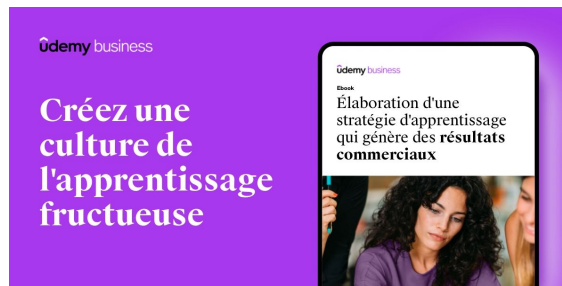 ûdemy business
Créez une
culture de
l'apprentissage
fructueuse
ûdemy business
Ebook
Élaboration d'une
stratégie d'apprentissage
qui génère des résultats
commerciaux